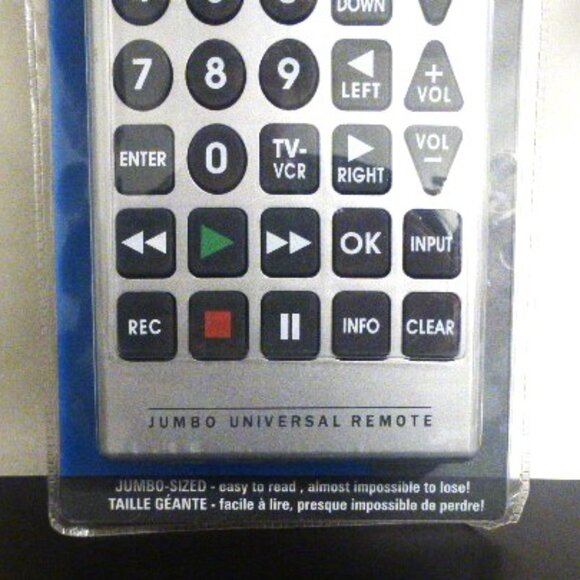 DOWN
7 8 9 LEFT + VOL
ENTER 0 TV-VCR RIGHT VOL −
OK INPUT
REC INFO CLEAR
JUMBO UNIVERSAL REMOTE
JUMBO-SIZED - easy to read , almost impossible to lose!
TAILLE GÉANTE - facile à lire, presque impossible de perdre!